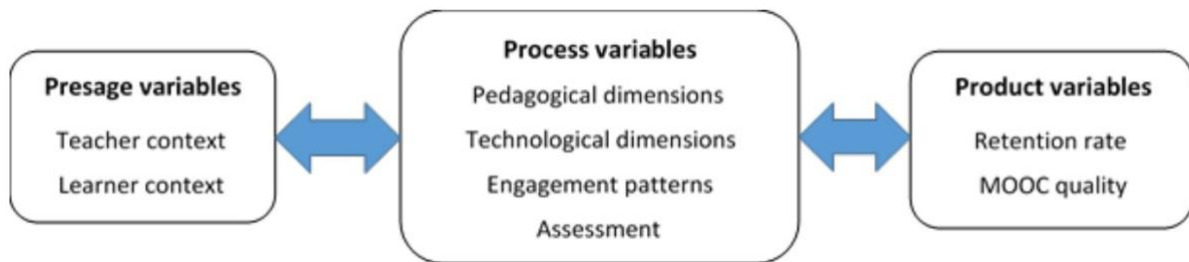 Presage variables
Teacher context
Learner context
Process variables
Pedagogical dimensions
Technological dimensions
Engagement patterns
Assessment
Product variables
Retention rate
MOOC quality